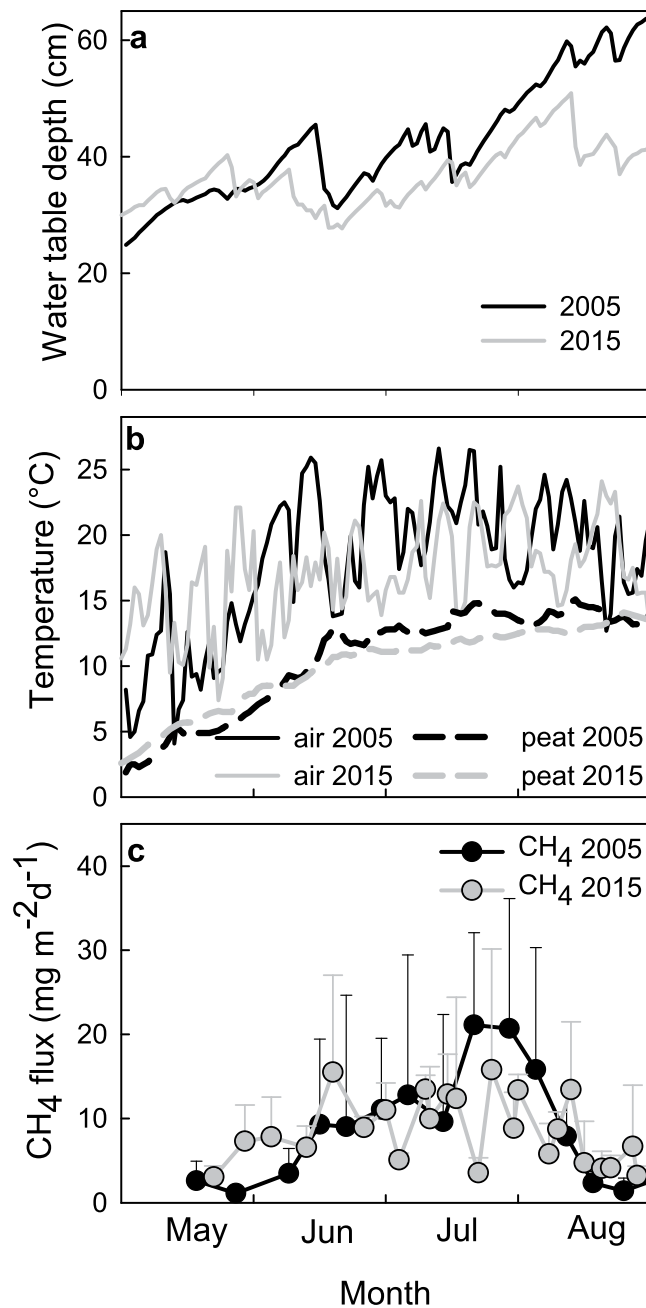 a
Water table depth (cm)
60
40
20
0
2005
2015
b
Temperature (°C)
25
20
15
10
5
0
air 2005
peat 2005
air 2015
peat 2015
c
CH4 flux (mg m-2d-1)
40
30
20
10
0
CH4 2005
CH4 2015
May Jun Jul Aug
Month